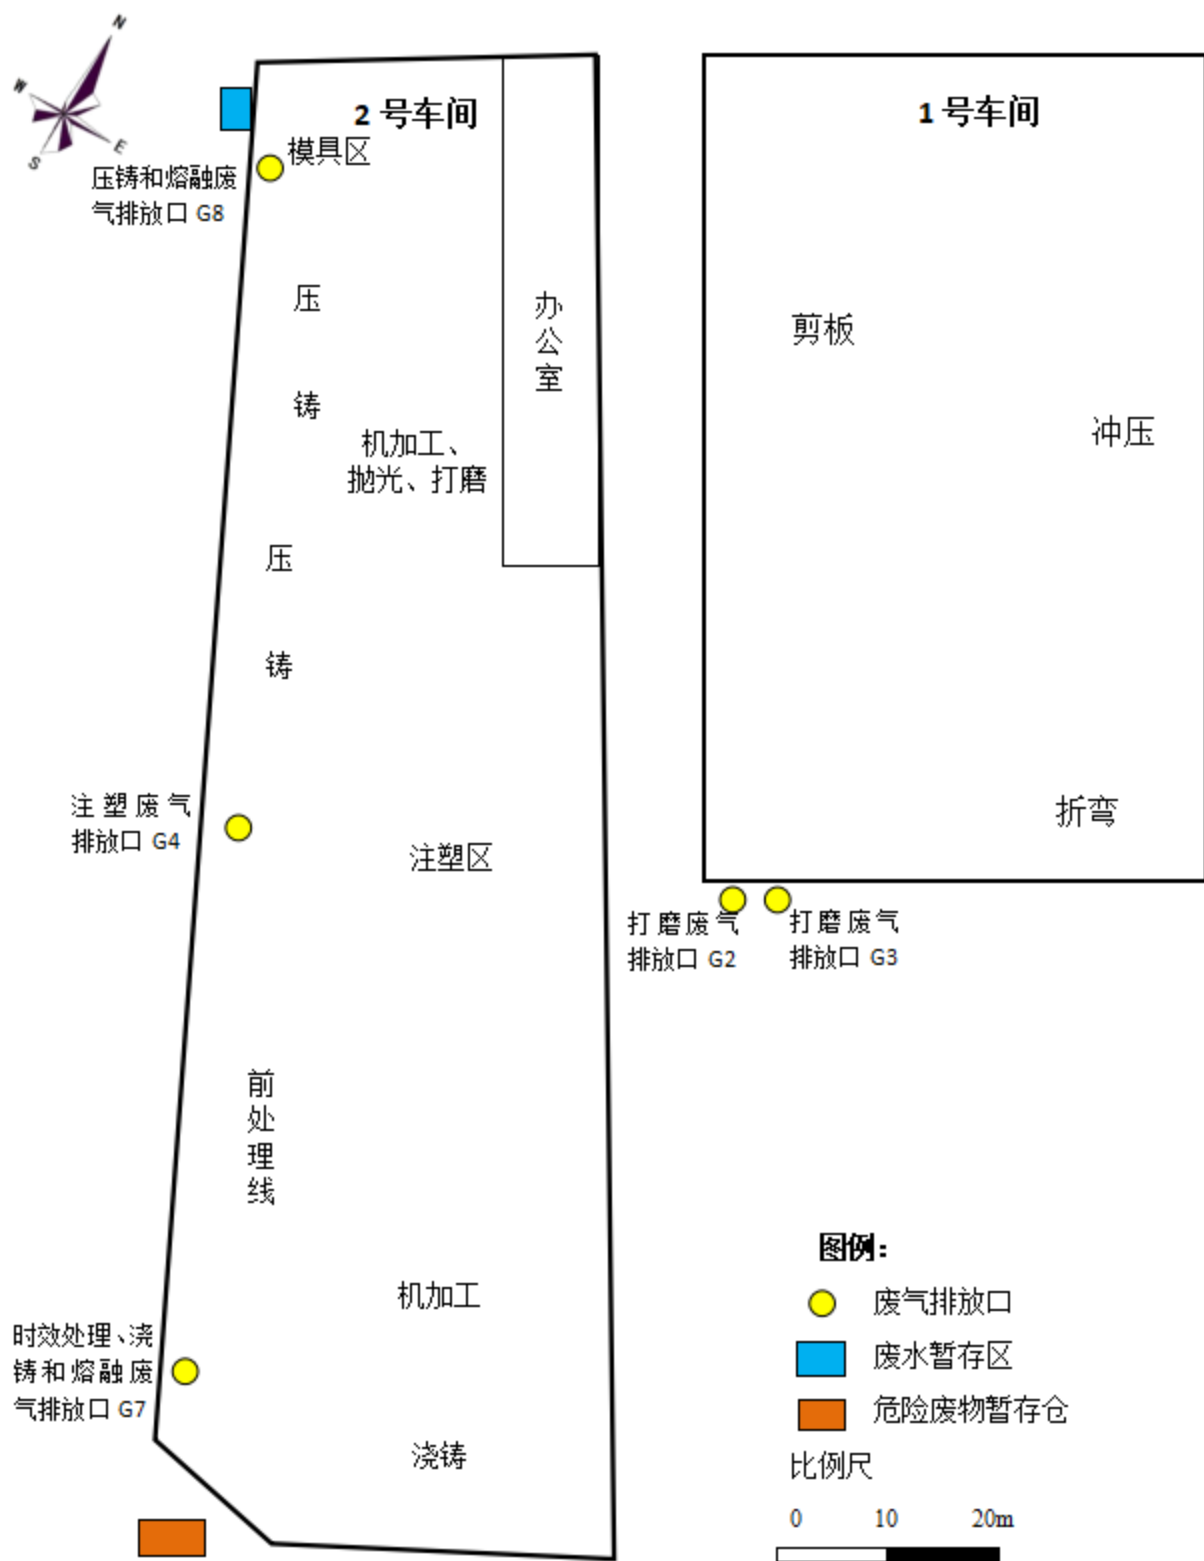 N
W
E
S
2 号车间
1 号车间
模具区
压铸和熔融废
气排放口 G8
压
铸
办
公
室
剪板
冲压
机加工、
抛光、打磨
压
铸
注塑废气
排放口 G4
注塑区
折弯
打磨废气
排放口 G2
打磨废气
排放口 G3
前
处
理
线
机加工
时效处理、浇
铸和熔融废
气排放口 G7
浇铸
图例：
废气排放口
废水暂存区
危险废物暂存仓
比例尺
0 10 20m